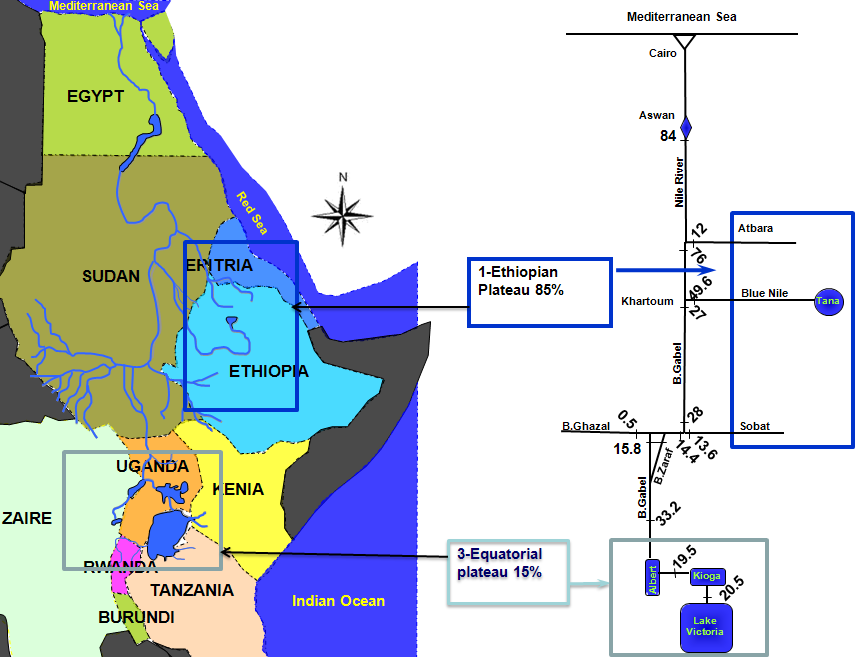 Mediterranean Sea
EGYPT
Red Sea
N
SUDAN
ERITRIA
ETHIOPIA
UGANDA
KENIA
ZAIRE
RWANDA
TANZANIA
BURUNDI
Indian Ocean
1-Ethiopian
Plateau 85%
3-Equatorial
plateau 15%
Mediterranean Sea
Cairo
Aswan
84
Nile River
12
Atbara
76
49.6
Blue Nile
Tana
Khartoum
27
B.Gabel
28
B.Ghazal
0.5
Sobat
15.8
B.Zaraf
14.4
13.6
B.Gabel
33.2
Albert
19.5
Kioga
20.5
Lake
Victoria